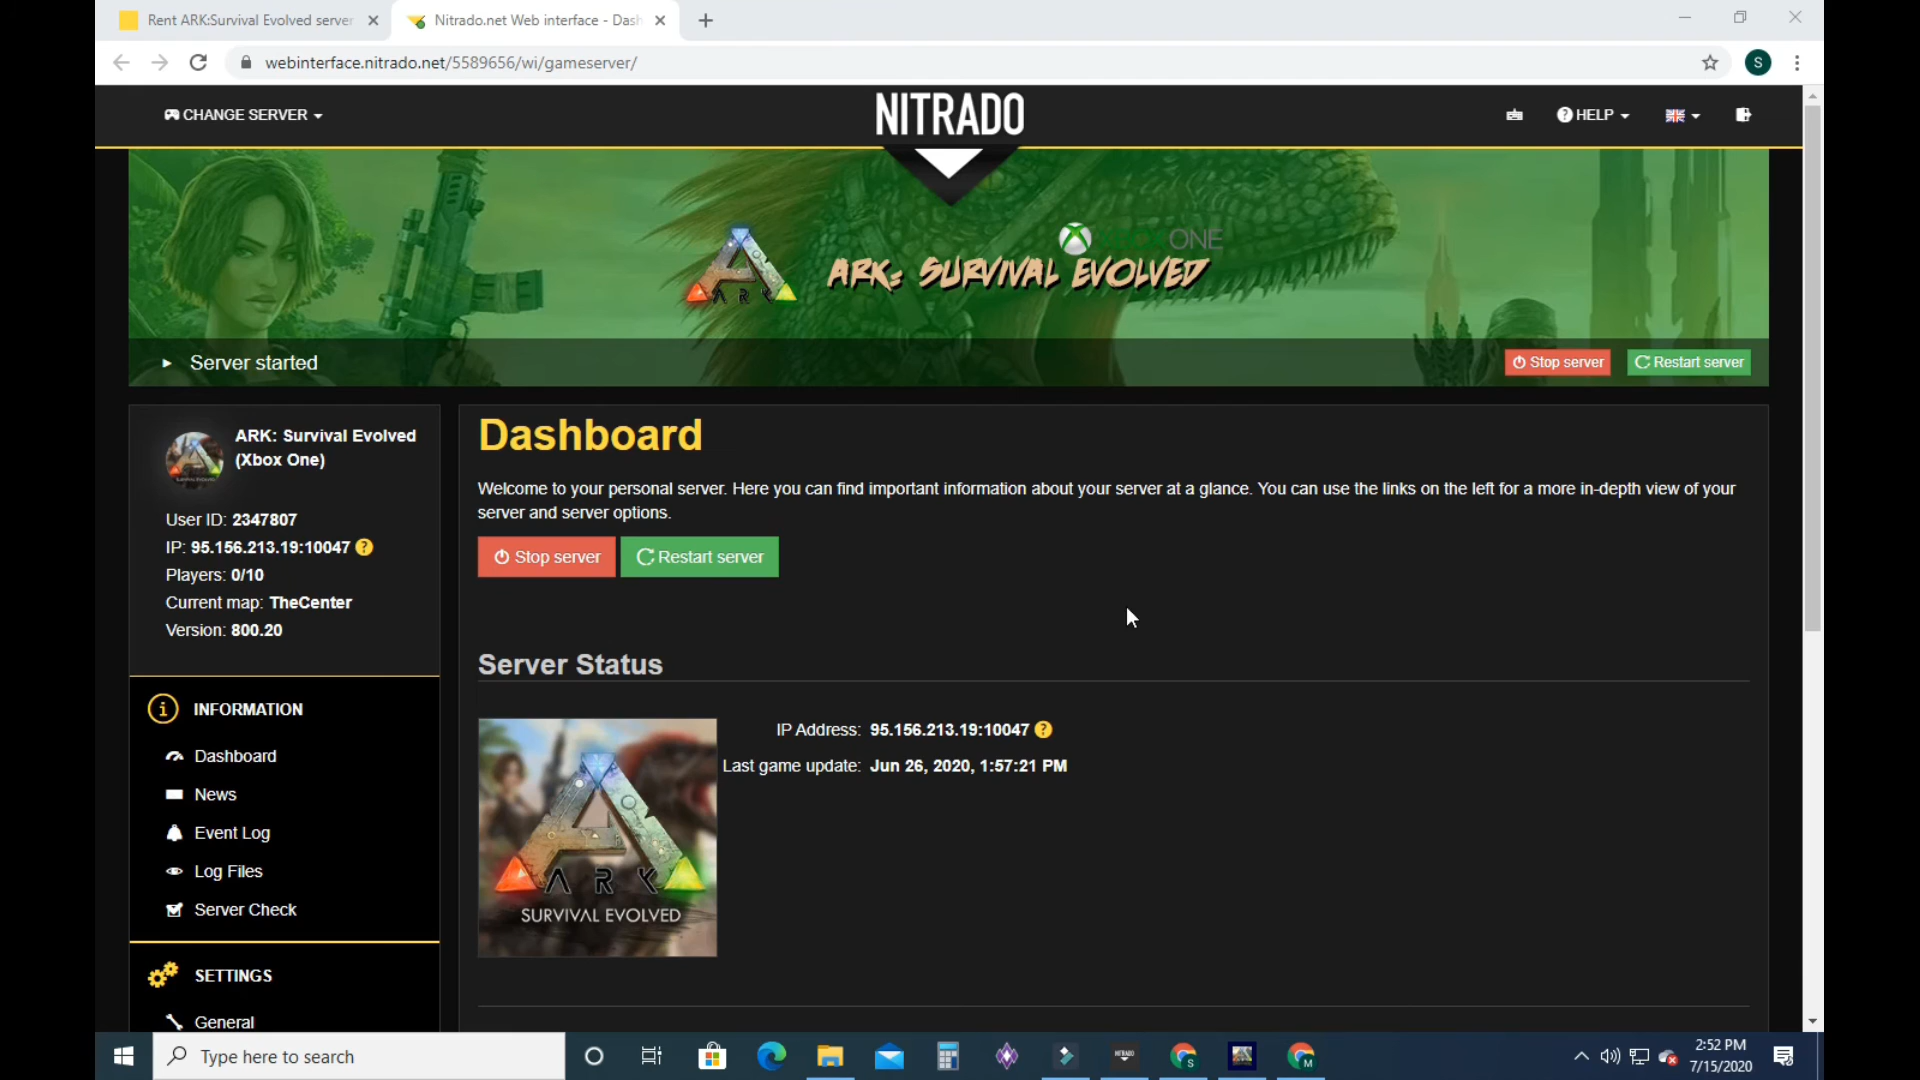 Rent ARK:Survival Evolved server
Nitrado.net Web interface - Dash
webinterface.nitrado.net/5589656/wi/gameserver/
S
CHANGE SERVER
NITRADO
HELP
XBOX ONE
ARK
ARK: SURVIVAL EVOLVED
Server started
Stop server
Restart server
ARK: Survival Evolved
(Xbox One)
User ID: 2347807
IP: 95.156.213.19:10047 ?
Players: 0/10
Current map: TheCenter
Version: 800.20
INFORMATION
Dashboard
News
Event Log
Log Files
Server Check
SETTINGS
General
Dashboard
Welcome to your personal server. Here you can find important information about your server at a glance. You can use the links on the left for a more in-depth view of your
server and server options.
Stop server
Restart server
Server Status
IP Address: 95.156.213.19:10047 ?
Last game update: Jun 26, 2020, 1:57:21 PM
ARK
SURVIVAL EVOLVED
Type here to search
NITRADO
S
M
2:52 PM
7/15/2020